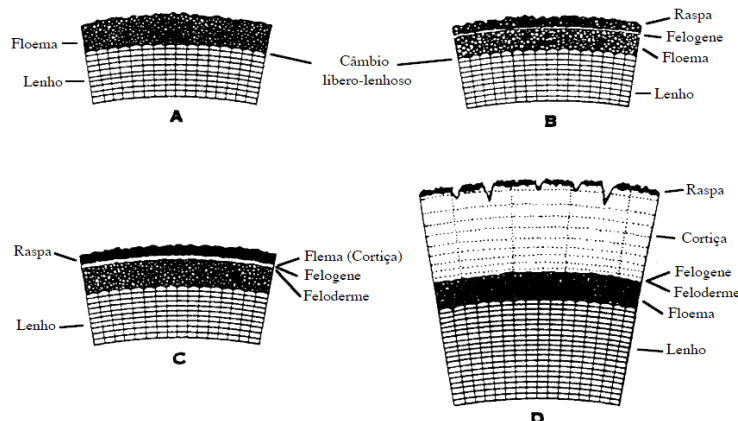 Floema
Lenho
A
Câmbio
libero-lenhoso
Raspa
Felogene
Floema
Lenho
B
Raspa
Lenho
Flema (Cortiça)
Felogene
Feloderme
C
Raspa
Cortiça
Felogene
Feloderme
Floema
Lenho
D